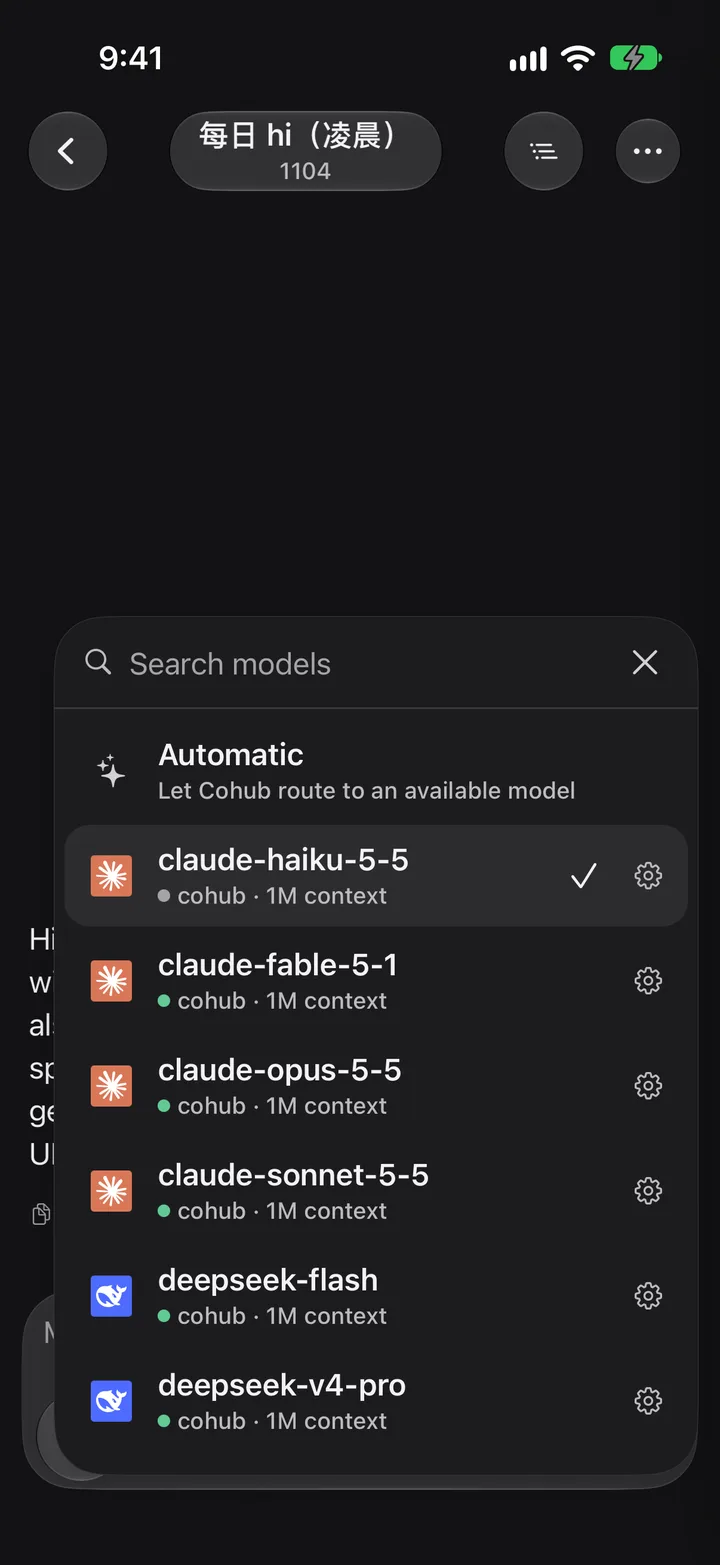 9:41
每日 hi（凌晨）
1104
Search models
Automatic
Let Cohub route to an available model
claude-haiku-5-5
cohub · 1M context
claude-fable-5-1
cohub · 1M context
claude-opus-5-5
cohub · 1M context
claude-sonnet-5-5
cohub · 1M context
deepseek-flash
cohub · 1M context
deepseek-v4-pro
cohub · 1M context
Hi